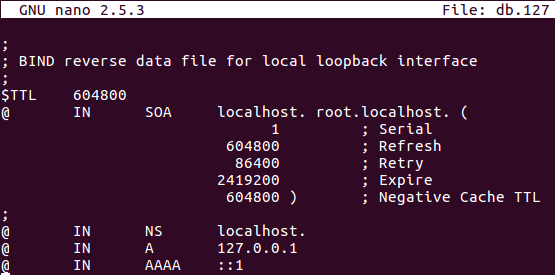 GNU nano 2.5.3 File: db.127
;
; BIND reverse data file for local loopback interface
;
$TTL 604800
@ IN SOA localhost. root.localhost. (
1 ; Serial
604800 ; Refresh
86400 ; Retry
2419200 ; Expire
604800 ) ; Negative Cache TTL
;
@ IN NS localhost.
@ IN A 127.0.0.1
@ IN AAAA ::1